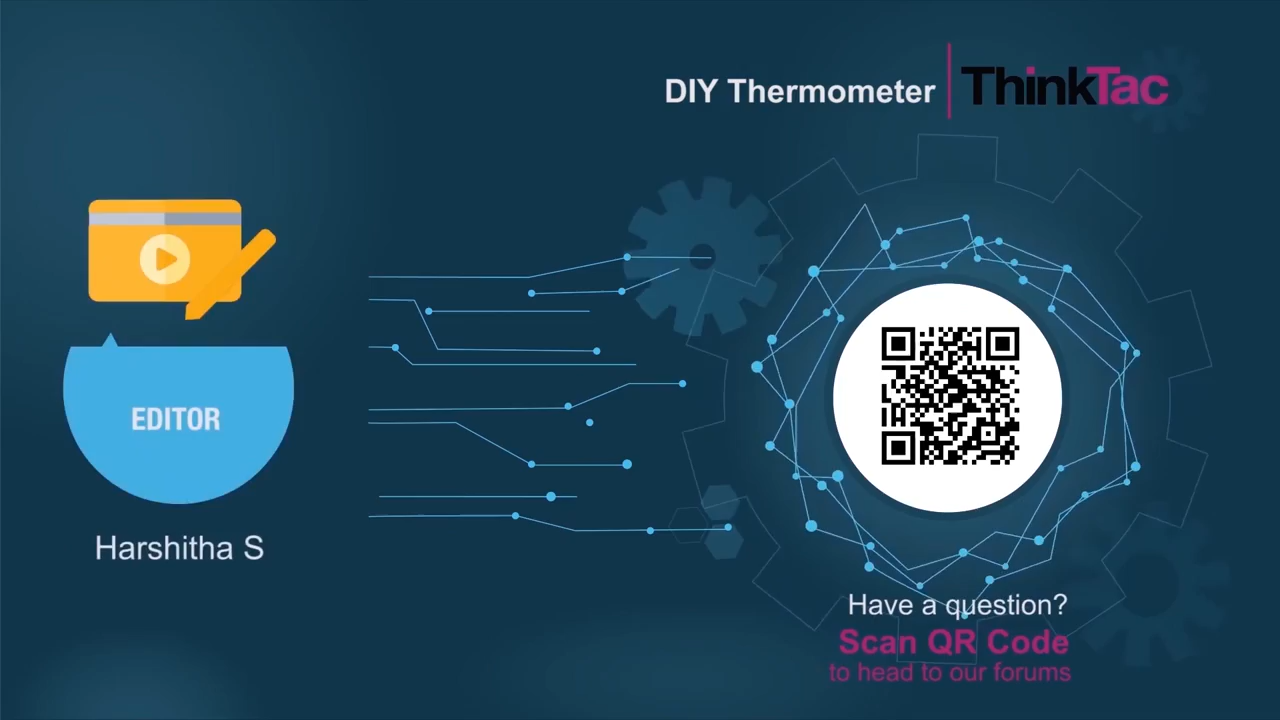 DIY Thermometer
ThinkTac
EDITOR
Harshitha S
Have a question?
Scan QR Code
to head to our forums